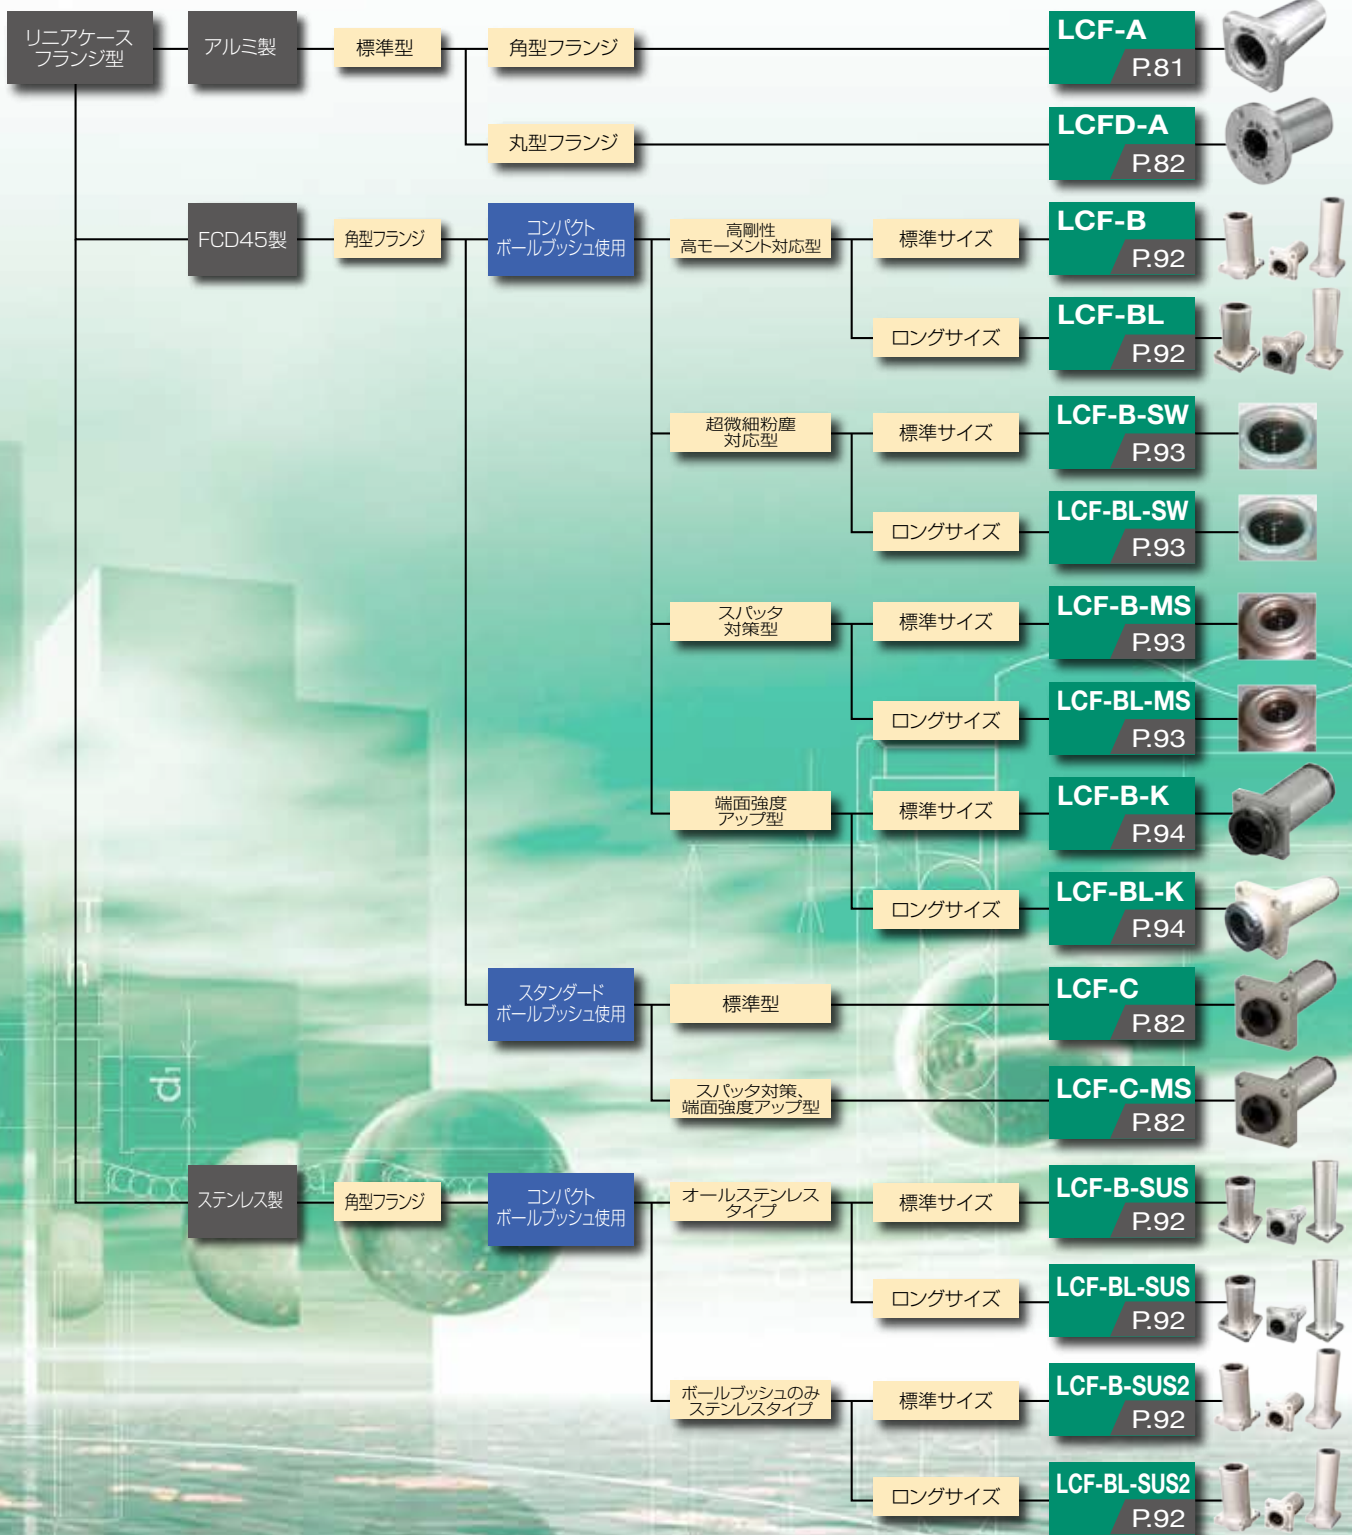 リニアケース
フランジ型
アルミ製
標準型
角型フランジ
LCF-A
P.81
丸型フランジ
LCFD-A
P.82
FCD45製
角型フランジ
コンパクト
ボールブッシュ使用
高剛性
高モーメント対応型
標準サイズ
LCF-B
P.92
ロングサイズ
LCF-BL
P.92
超微細粉塵
対応型
標準サイズ
LCF-B-SW
P.93
ロングサイズ
LCF-BL-SW
P.93
スパッタ
対策型
標準サイズ
LCF-B-MS
P.93
ロングサイズ
LCF-BL-MS
P.93
端面強度
アップ型
標準サイズ
LCF-B-K
P.94
ロングサイズ
LCF-BL-K
P.94
スタンダード
ボールブッシュ使用
標準型
LCF-C
P.82
スパッタ対策、
端面強度アップ型
LCF-C-MS
P.82
ステンレス製
角型フランジ
コンパクト
ボールブッシュ使用
オールステンレス
タイプ
標準サイズ
LCF-B-SUS
P.92
ロングサイズ
LCF-BL-SUS
P.92
ボールブッシュのみ
ステンレスタイプ
標準サイズ
LCF-B-SUS2
P.92
ロングサイズ
LCF-BL-SUS2
P.92
T
h
d₁